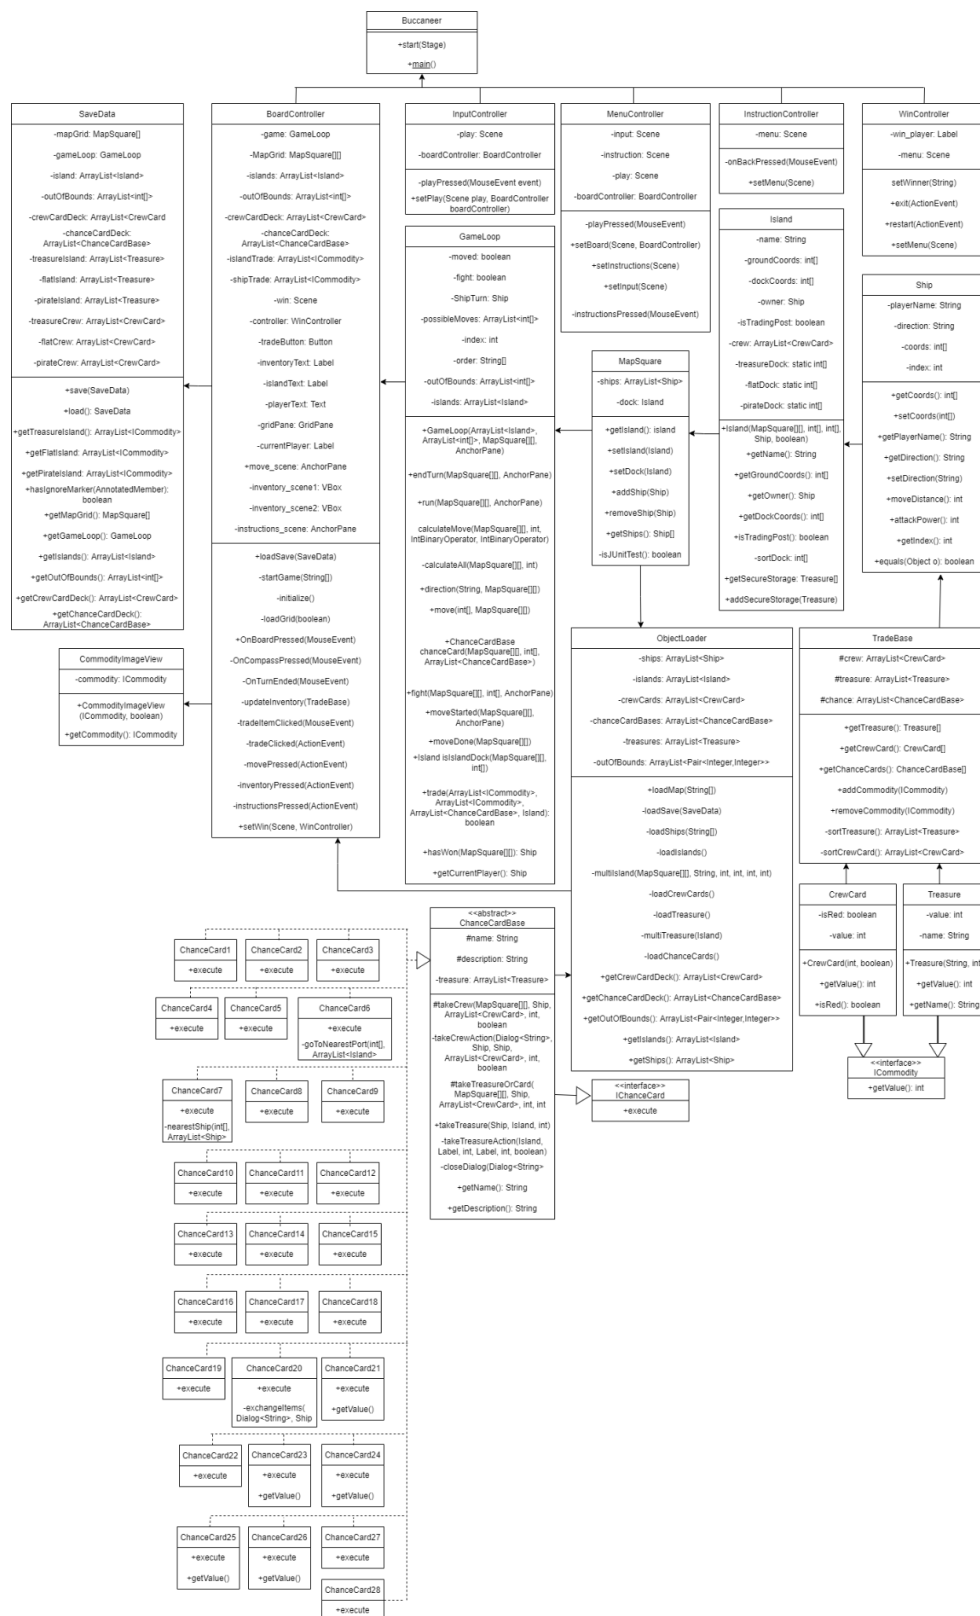 Buccaneer
+start(Stage)
+main()
SaveData
-mapGrid: MapSquare[]
-gameLoop: GameLoop
-island: ArrayList<Island>
-outOfBounds: ArrayList<int[]>
-crewCardDeck: ArrayList<CrewCard
-chanceCardDeck:
ArrayList<ChanceCardBase>
-treasureIsland: ArrayList<Treasure>
-flatIsland: ArrayList<Treasure>
-pirateIsland: ArrayList<Treasure>
-treasureCrew: ArrayList<CrewCard>
-flatCrew: ArrayList<CrewCard>
-pirateCrew: ArrayList<CrewCard>
+save(SaveData)
+load(): SaveData
+getTreasureIsland(): ArrayList<ICommodity>
+getFlatIsland(): ArrayList<ICommodity>
+getPirateIsland(): ArrayList<ICommodity>
+hasIgnoreMarker(AnnotatedMember):
boolean
+getMapGrid(): MapSquare[]
+getGameLoop(): GameLoop
+getIslands(): ArrayList<Island>
+getOutOfBounds(): ArrayList<int[]>
+getCrewCardDeck(): ArrayList<CrewCard>
+getChanceCardDeck():
ArrayList<ChanceCardBase>
BoardController
-game: GameLoop
-MapGrid: MapSquare[][]
-islands: ArrayList<Island>
-outOfBounds: ArrayList<int[]>
-crewCardDeck: ArrayList<CrewCard>
-chanceCardDeck:
ArrayList<ChanceCardBase>
-islandTrade: ArrayList<ICommodity>
-shipTrade: ArrayList<ICommodity>
-win: Scene
-controller: WinController
-tradeButton: Button
-inventoryText: Label
-islandText: Label
-playerText: Text
-gridPane: GridPane
-currentPlayer: Label
+move_scene: AnchorPane
-inventory_scene1: VBox
-inventory_scene2: VBox
-instructions_scene: AnchorPane
+loadSave(SaveData)
-startGame(String[])
-initialize()
-loadGrid(boolean)
+OnBoardPressed(MouseEvent)
-OnCompassPressed(MouseEvent)
-OnTurnEnded(MouseEvent)
-updateInventory(TradeBase)
-tradeItemClicked(MouseEvent)
-tradeClicked(ActionEvent)
-movePressed(ActionEvent)
-inventoryPressed(ActionEvent)
-instructionsPressed(ActionEvent)
+setWin(Scene, WinController)
InputController
-play: Scene
-boardController: BoardController
-playPressed(MouseEvent event)
+setPlay(Scene play, BoardController
boardController)
MenuController
-input: Scene
-instruction: Scene
-play: Scene
-boardController: BoardController
-playPressed(MouseEvent)
+setBoard(Scene, BoardController)
+setInstructions(Scene)
+setInput(Scene)
-instructionsPressed(MouseEvent)
InstructionController
-menu: Scene
-onBackPressed(MouseEvent)
+setMenu(Scene)
WinController
-win_player: Label
-menu: Scene
setWinner(String)
+exit(ActionEvent)
+restart(ActionEvent)
+setMenu(Scene)
GameLoop
-moved: boolean
-fight: boolean
-ShipTurn: Ship
-possibleMoves: ArrayList<int[]>
-index: int
-order: String[]
-outOfBounds: ArrayList<int[]>
-islands: ArrayList<Island>
+GameLoop(ArrayList<Island>,
ArrayList<int[]>, MapSquare[][],
AnchorPane)
+endTurn(MapSquare[][], AnchorPane)
+run(MapSquare[][], AnchorPane)
calculateMove(MapSquare[][], int,
IntBinaryOperator, IntBinaryOperator)
-calculateAll(MapSquare[][], int)
+direction(String, MapSquare[][])
+move(int[], MapSquare[][])
+ChanceCardBase
chanceCard(MapSquare[][], int[],
ArrayList<ChanceCardBase>)
+fight(MapSquare[][], int[], AnchorPane)
+moveStarted(MapSquare[][],
AnchorPane)
+moveDone(MapSquare[][])
+Island isIslandDock(MapSquare[][],
int[])
+trade(ArrayList<ICommodity>,
ArrayList<ICommodity>,
ArrayList<ChanceCardBase>, Island):
boolean
+hasWon(MapSquare[][]): Ship
+getCurrentPlayer(): Ship
Island
-name: String
-groundCoords: int[]
-dockCoords: int[]
-owner: Ship
-isTradingPost: boolean
-crew: ArrayList<CrewCard>
-treasureDock: static int[]
-flatDock: static int[]
-pirateDock: static int[]
+Island(MapSquare[][], int[], int[],
Ship, boolean)
+getName(): String
+getGroundCoords: int[]
+getOwner(): Ship
+getDockCoords: int[]
+isTradingPost(): boolean
-sortDock: int[]
+getSecureStorage: Treasure[]
+addSecureStorage(Treasure)
Ship
-playerName: String
-direction: String
-coords: int[]
-index: int
+getCoords: int[]
+setCoords(int[])
+getPlayerName(): String
+getDirection(): String
+setDirection(String)
+moveDistance(): int
+attackPower(): int
+getIndex(): int
+equals(Object o): boolean
MapSquare
-ships: ArrayList<Ship>
-dock: Island
+getIsland(): island
+setIsland(Island)
+setDock(Island)
+addShip(Ship)
-removeShip(Ship)
+getShips: Ship[]
-isJUnitTest(): boolean
CommodityImageView
-commodity: ICommodity
+CommodityImageView
(ICommodity, boolean)
+getCommodity(): ICommodity
ObjectLoader
-ships: ArrayList<Ship>
-islands: ArrayList<Island>
-crewCards: ArrayList<CrewCard>
-chanceCardBases: ArrayList<ChanceCardBase>
-treasures: ArrayList<Treasure>
-outOfBounds: ArrayList<Pair<Integer,Integer>>
+loadMap(String[])
-loadSave(SaveData)
-loadShips(String[])
-loadIslands()
-multiIsland(MapSquare[][], String, int, int, int, int)
-loadCrewCards()
-loadTreasure()
-multiTreasure(Island)
-loadChanceCards()
+getCrewCardDeck(): ArrayList<CrewCard>
+getChanceCardDeck(): ArrayList<ChanceCardBase>
+getOutOfBounds(): ArrayList<Pair<Integer,Integer>>
+getIslands(): ArrayList<Island>
+getShips(): ArrayList<Ship>
TradeBase
#crew: ArrayList<CrewCard>
#treasure: ArrayList<Treasure>
#chance: ArrayList<ChanceCardBase>
+getTreasure(): Treasure[]
+getCrewCard(): CrewCard[]
+getChanceCards(): ChanceCardBase[]
+addCommodity(ICommodity)
+removeCommodity(ICommodity)
-sortTreasure(): ArrayList<Treasure>
-sortCrewCard(): ArrayList<CrewCard>
CrewCard
-isRed: boolean
-value: int
+CrewCard(int, boolean)
+getValue(): int
+isRed(): boolean
Treasure
-value: int
-name: String
+Treasure(String, int)
+getValue(): int
+getName(): String
<<interface>>
ICommodity
+getValue(): int
<<abstract>>
ChanceCardBase
#name: String
#description: String
-treasure: ArrayList<Treasure>
#takeCrew(MapSquare[][], Ship,
ArrayList<CrewCard>, int,
boolean)
-takeCrewAction(Dialog<String>,
Ship, Ship,
ArrayList<CrewCard>, int,
boolean)
#takeTreasureOrCard(
MapSquare[][], Ship,
ArrayList<CrewCard>, int, int
+takeTreasure(Ship, Island, int)
-takeTreasureAction(Island,
Label, int, Label, int, boolean)
-closeDialog(Dialog<String>
+getName(): String
+getDescription(): String
<<interface>>
IChanceCard
+execute
ChanceCard1
+execute
ChanceCard2
+execute
ChanceCard3
+execute
ChanceCard4
+execute
ChanceCard5
+execute
ChanceCard6
+execute
-goToNearestPort(int[],
ArrayList<Island>
ChanceCard7
+execute
-nearestShip(int[],
ArrayList<Ship>
ChanceCard8
+execute
ChanceCard9
+execute
ChanceCard10
+execute
ChanceCard11
+execute
ChanceCard12
+execute
ChanceCard13
+execute
ChanceCard14
+execute
ChanceCard15
+execute
ChanceCard16
+execute
ChanceCard17
+execute
ChanceCard18
+execute
ChanceCard19
+execute
ChanceCard20
+execute
-exchangeItems(
Dialog<String>, Ship
ChanceCard21
+execute
+getValue()
ChanceCard22
+execute
ChanceCard23
+execute
+getValue()
ChanceCard24
+execute
+getValue()
ChanceCard25
+execute
+getValue()
ChanceCard26
+execute
+getValue()
ChanceCard27
+execute
ChanceCard28
+execute